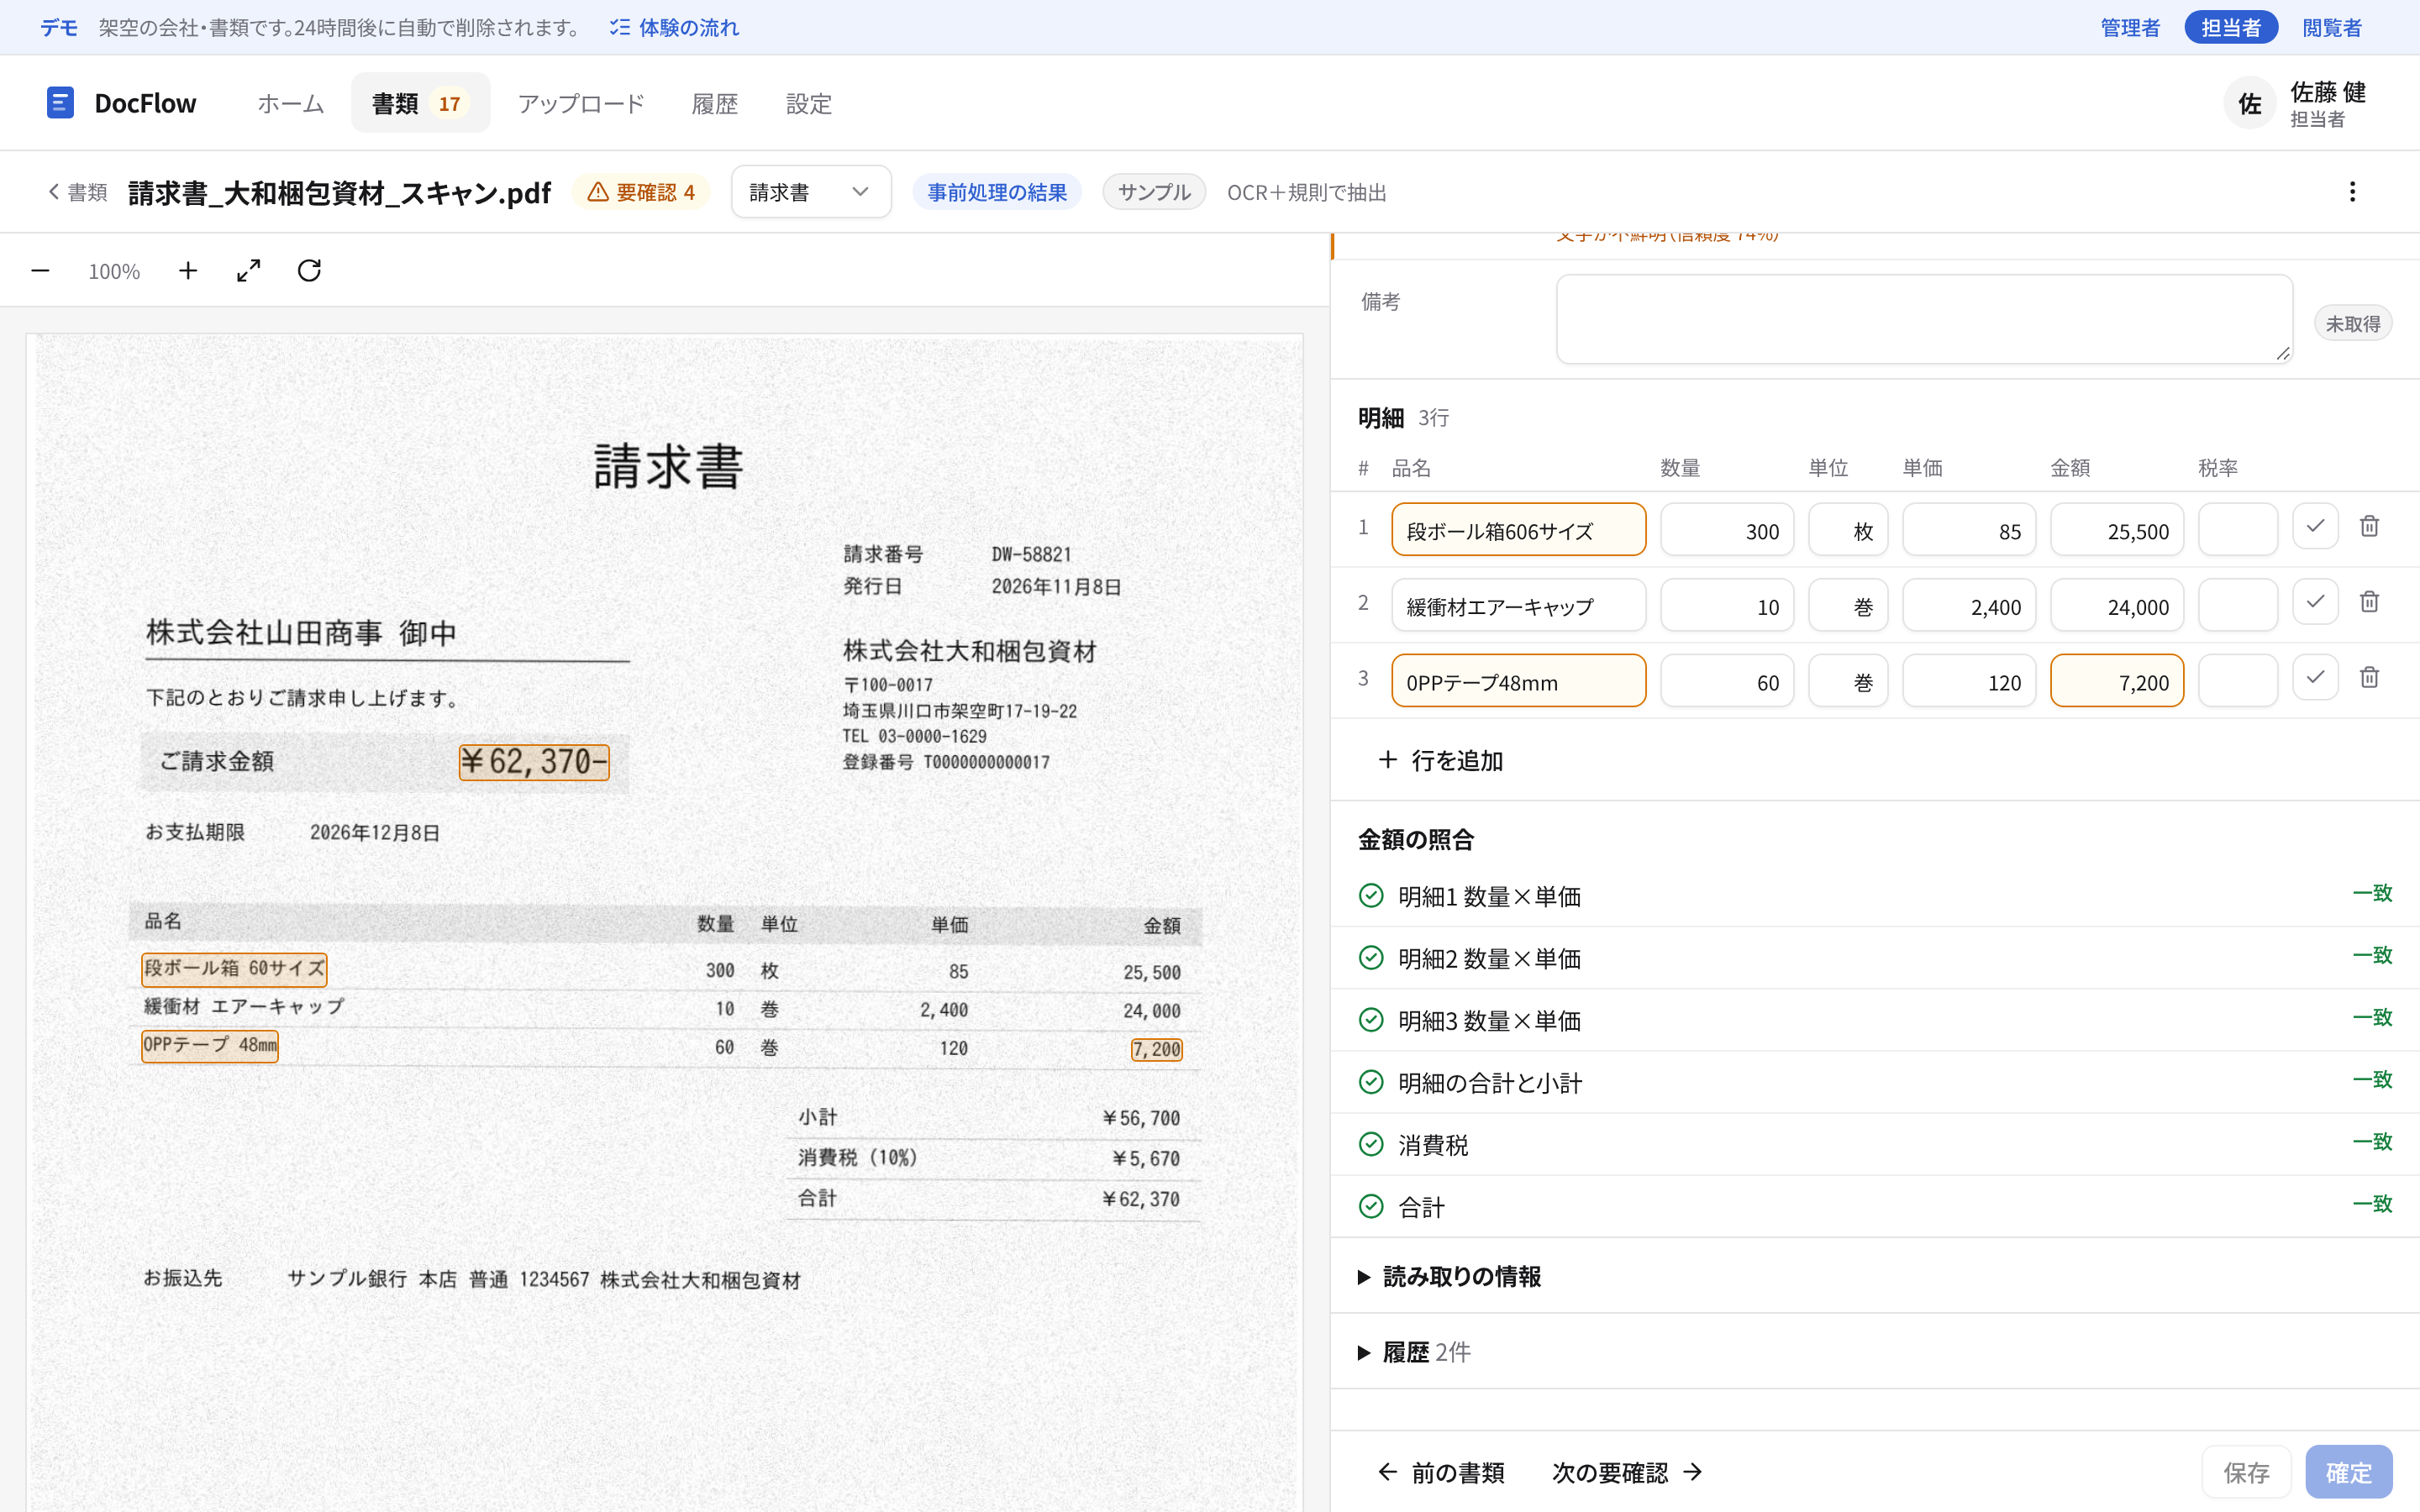 デモ 架空の会社・書類です。24時間後に自動で削除されます。 体験の流れ 管理者 担当者 閲覧者
DocFlow ホーム 書類 17 アップロード 履歴 設定 佐 佐藤 健
担当者
書類 請求書_大和梱包資材_スキャン.pdf 要確認 4 請求書 事前処理の結果 サンプル OCR＋規則で抽出
100%
請求書
請求番号 DW-58821
発行日 2026年11月8日
株式会社山田商事 御中
株式会社大和梱包資材
〒100-0017
埼玉県川口市架空町17-19-22
TEL 03-0000-1629
登録番号 T0000000000017
下記のとおりご請求申し上げます。
ご請求金額 ¥62,370-
お支払期限 2026年12月8日
品名 数量 単位 単価 金額
段ボール箱 60サイズ 300 枚 85 25,500
緩衝材 エアーキャップ 10 巻 2,400 24,000
OPPテープ 48mm 60 巻 120 7,200
小計 ¥56,700
消費税 (10%) ¥5,670
合計 ¥62,370
お振込先 サンプル銀行 本店 普通 1234567 株式会社大和梱包資材
文字が不鮮明（信頼度 74%）
備考 未取得
明細 3行
# 品名 数量 単位 単価 金額 税率
1 段ボール箱606サイズ 300 枚 85 25,500
2 緩衝材エアーキャップ 10 巻 2,400 24,000
3 0PPテープ48mm 60 巻 120 7,200
行を追加
金額の照合
明細1 数量×単価 一致
明細2 数量×単価 一致
明細3 数量×単価 一致
明細の合計と小計 一致
消費税 一致
合計 一致
読み取りの情報
履歴 2件
前の書類 次の要確認 保存 確定